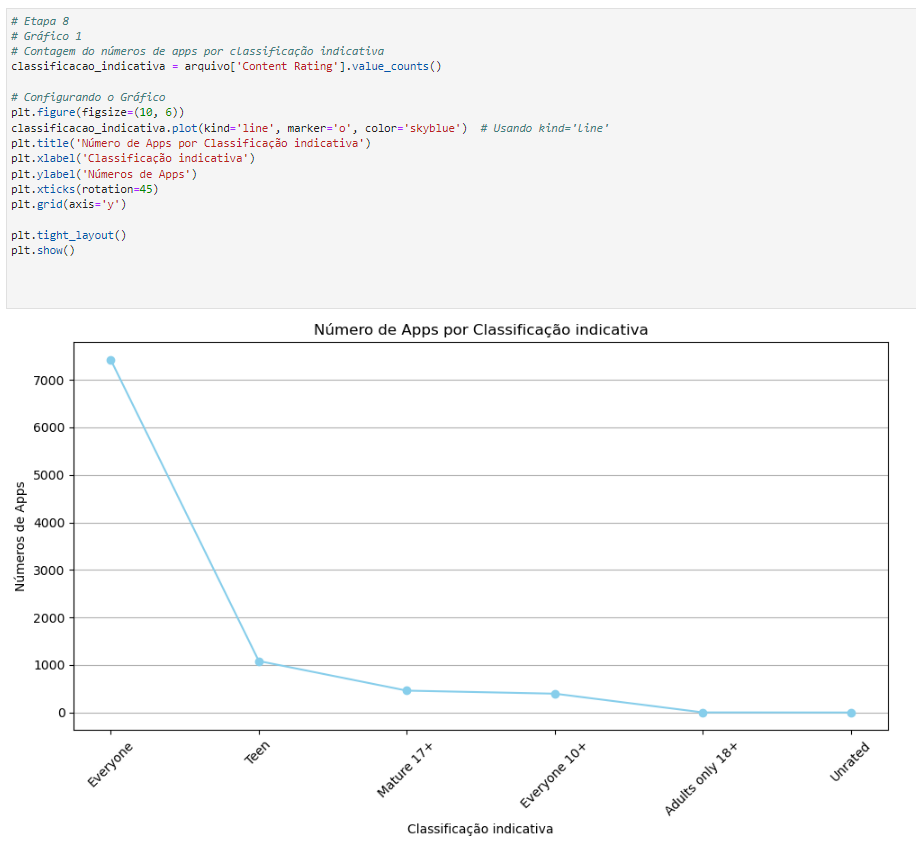 # Etapa 8
# Gráfico 1
# Contagem do números de apps por classificação indicativa
classificacao_indicativa = arquivo['Content Rating'].value_counts()
# Configurando o Gráfico
plt.figure(figsize=(10, 6))
classificacao_indicativa.plot(kind='line', marker='o', color='skyblue')  # Usando kind='line'
plt.title('Número de Apps por Classificação indicativa')
plt.xlabel('Classificação indicativa')
plt.ylabel('Números de Apps')
plt.xticks(rotation=45)
plt.grid(axis='y')
plt.tight_layout()
plt.show()
Número de Apps por Classificação indicativa
Números de Apps
7000
6000
5000
4000
3000
2000
1000
0
Everyone
Teen
Mature 17+
Everyone 10+
Adults only 18+
Unrated
Classificação indicativa